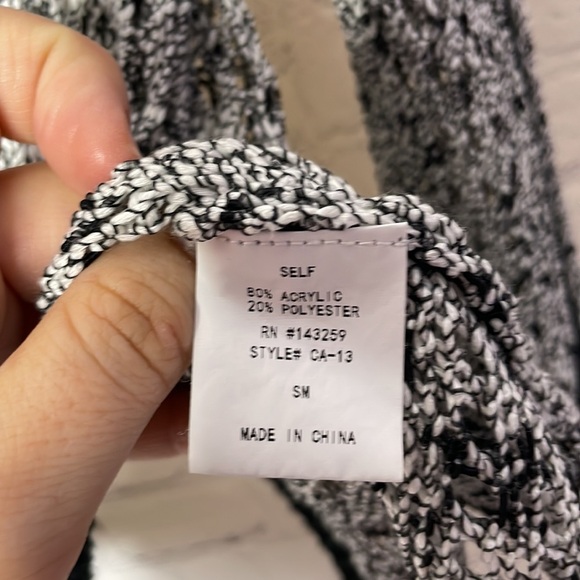 SELF
80% ACRYLIC
20% POLYESTER
RN #143259
STYLE# CA-13
SM
MADE IN CHINA